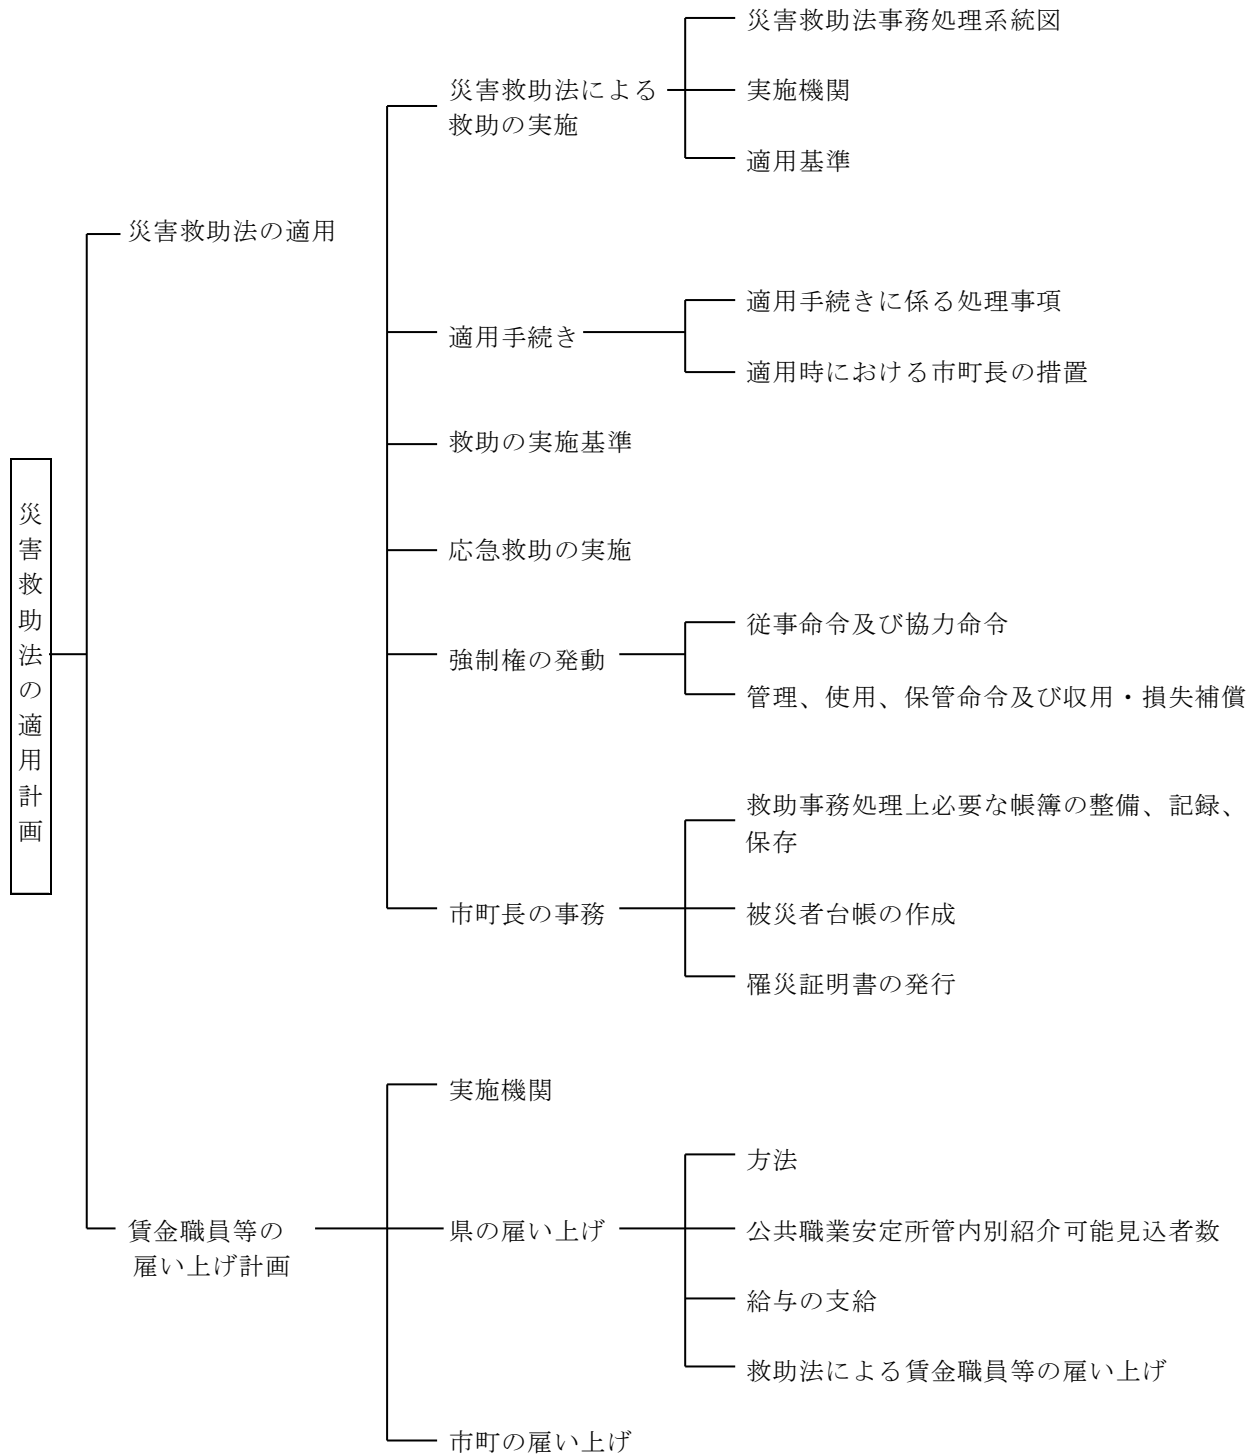 災害救助法の適用計画
災害救助法の適用
災害救助法による
救助の実施
災害救助法事務処理系統図
実施機関
適用基準
適用手続き
適用手続きに係る処理事項
適用時における市町長の措置
救助の実施基準
応急救助の実施
強制権の発動
従事命令及び協力命令
管理、使用、保管命令及び収用・損失補償
市町長の事務
救助事務処理上必要な帳簿の整備、記録、
保存
被災者台帳の作成
罹災証明書の発行
賃金職員等の
雇い上げ計画
実施機関
県の雇い上げ
方法
公共職業安定所管内別紹介可能見込者数
給与の支給
救助法による賃金職員等の雇い上げ
市町の雇い上げ